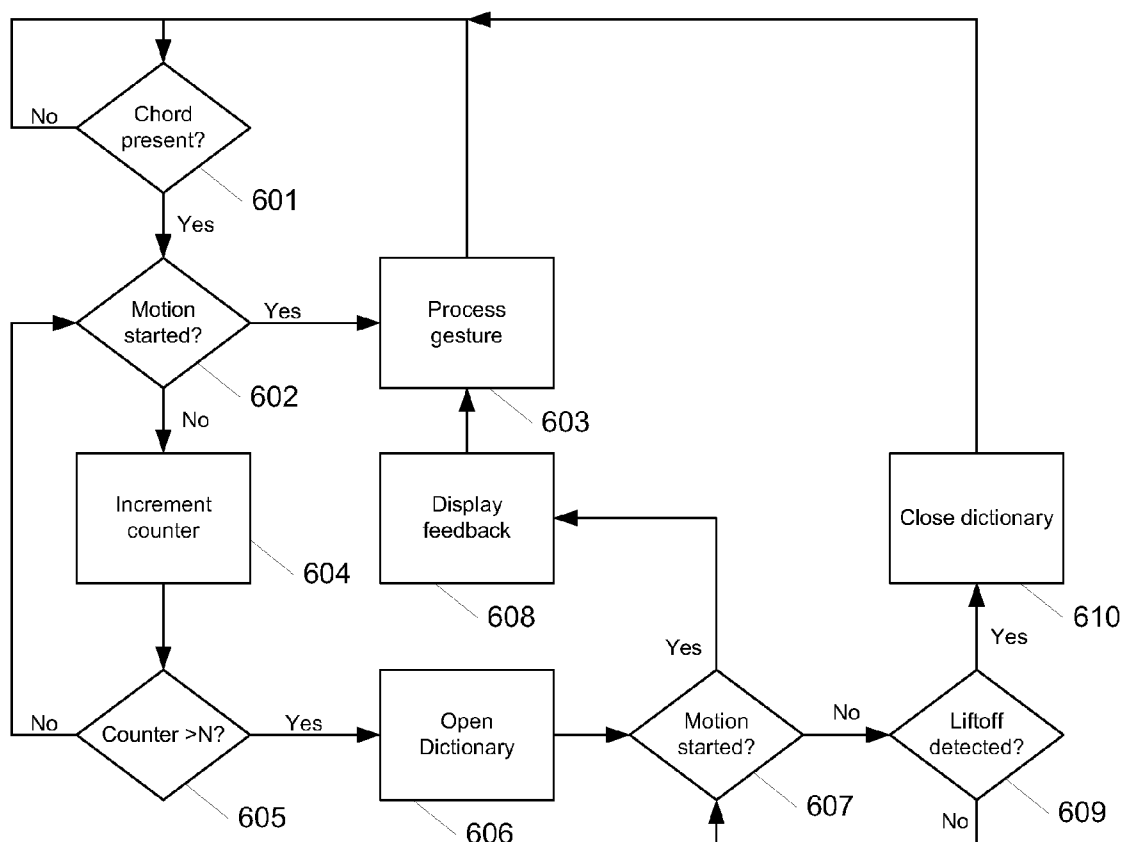 No
Chord
present?
601
Yes
Motion
started?
Yes
602
No
Process
gesture
603
Increment
counter
604
Display
feedback
608
Close dictionary
610
No
Counter >N?
Yes
605
Open
Dictionary
606
Yes
Motion
started?
No
607
Yes
Liftoff
detected?
No
609